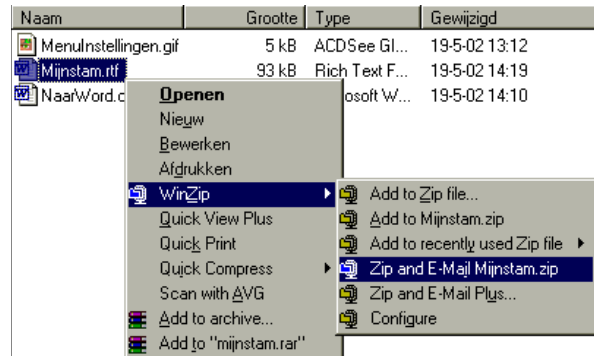 Naam Grootte Type Gewijzigd
MenuInstellingen.gif 5 kB ACDSee GI... 19-5-02 13:12
Mijnstam.rtf 93 kB Rich Text F... 19-5-02 14:19
NaarWord.d osoft W... 19-5-02 14:10
Openen
Nieuw
Bewerken
Afdrukken
WinZip
Quick View Plus
Quick Print
Quick Compress
Scan with AVG
Add to archive...
Add to "mijnstam.rar"
Add to Zip file...
Add to Mijnstam.zip
Add to recently used Zip file
Zip and E-Mail Mijnstam.zip
Zip and E-Mail Plus...
Configure